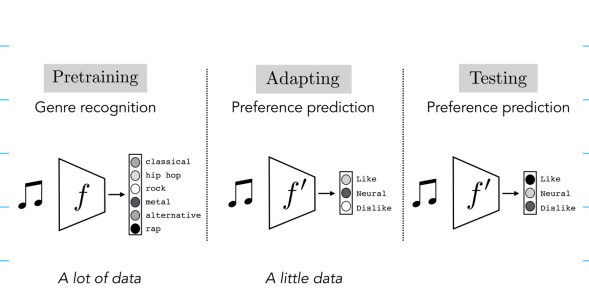 Pretraining
Genre recognition
f
classical
hip hop
rock
metal
alternative
rap
A lot of data
Adapting
Preference prediction
f′
Like
Neural
Dislike
A little data
Testing
Preference prediction
f′
Like
Neural
Dislike